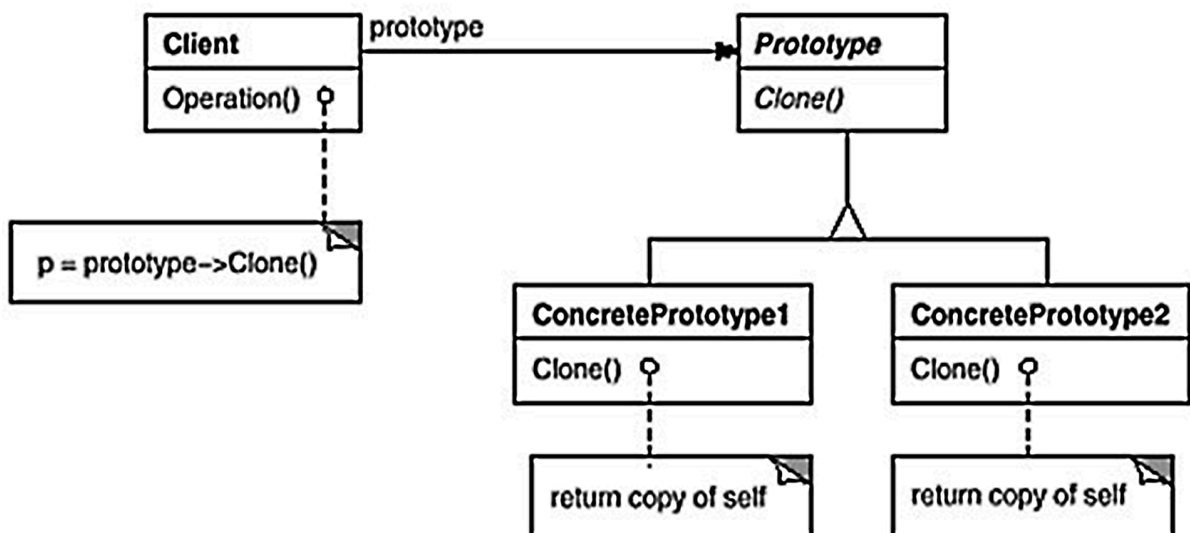 Client
Operation()
prototype
Prototype
Clone()
p = prototype->Clone()
ConcretePrototype1
Clone()
return copy of self
ConcretePrototype2
Clone()
return copy of self